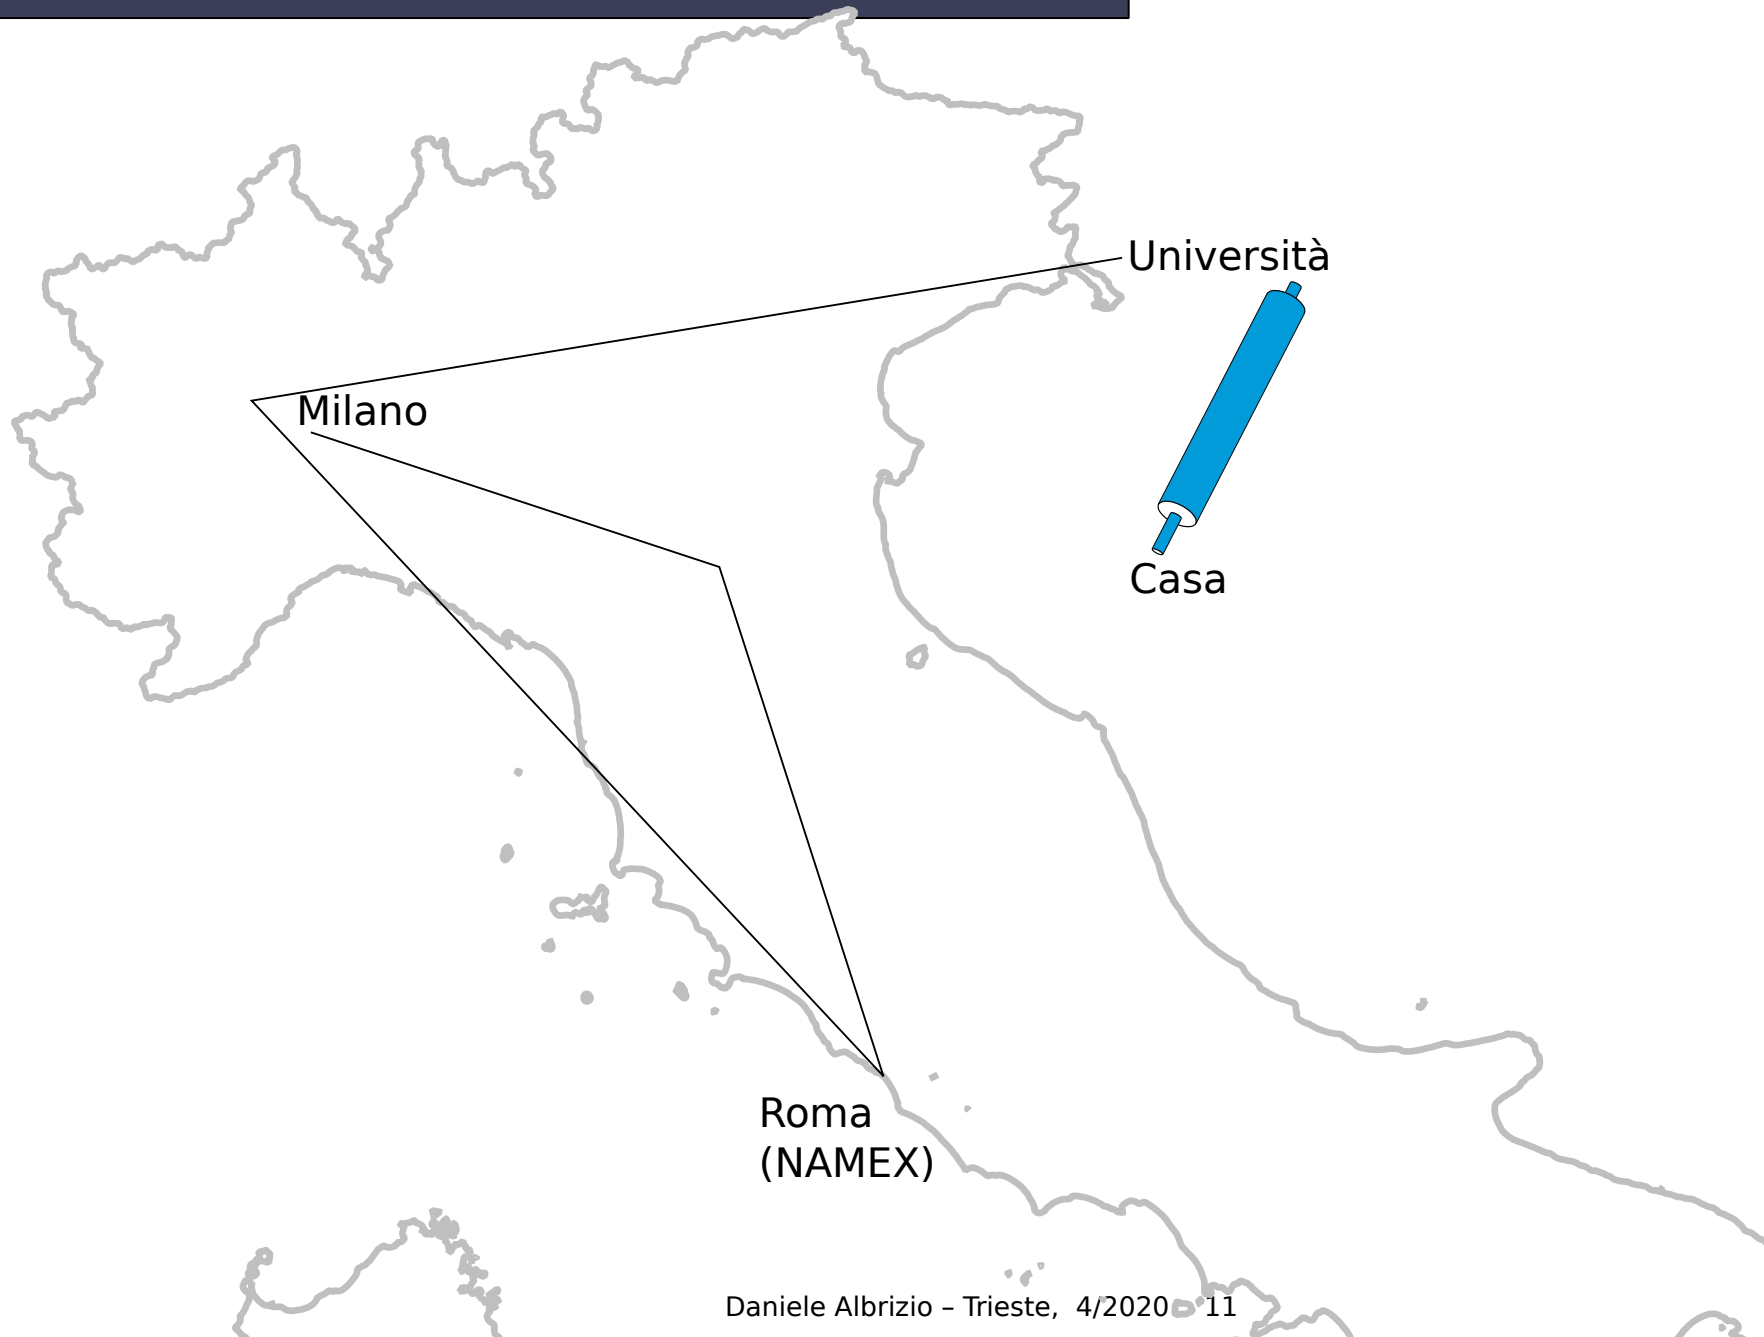 Università
Milano
Casa
Roma
(NAMEX)
Daniele Albrizio – Trieste, 4/2020 11